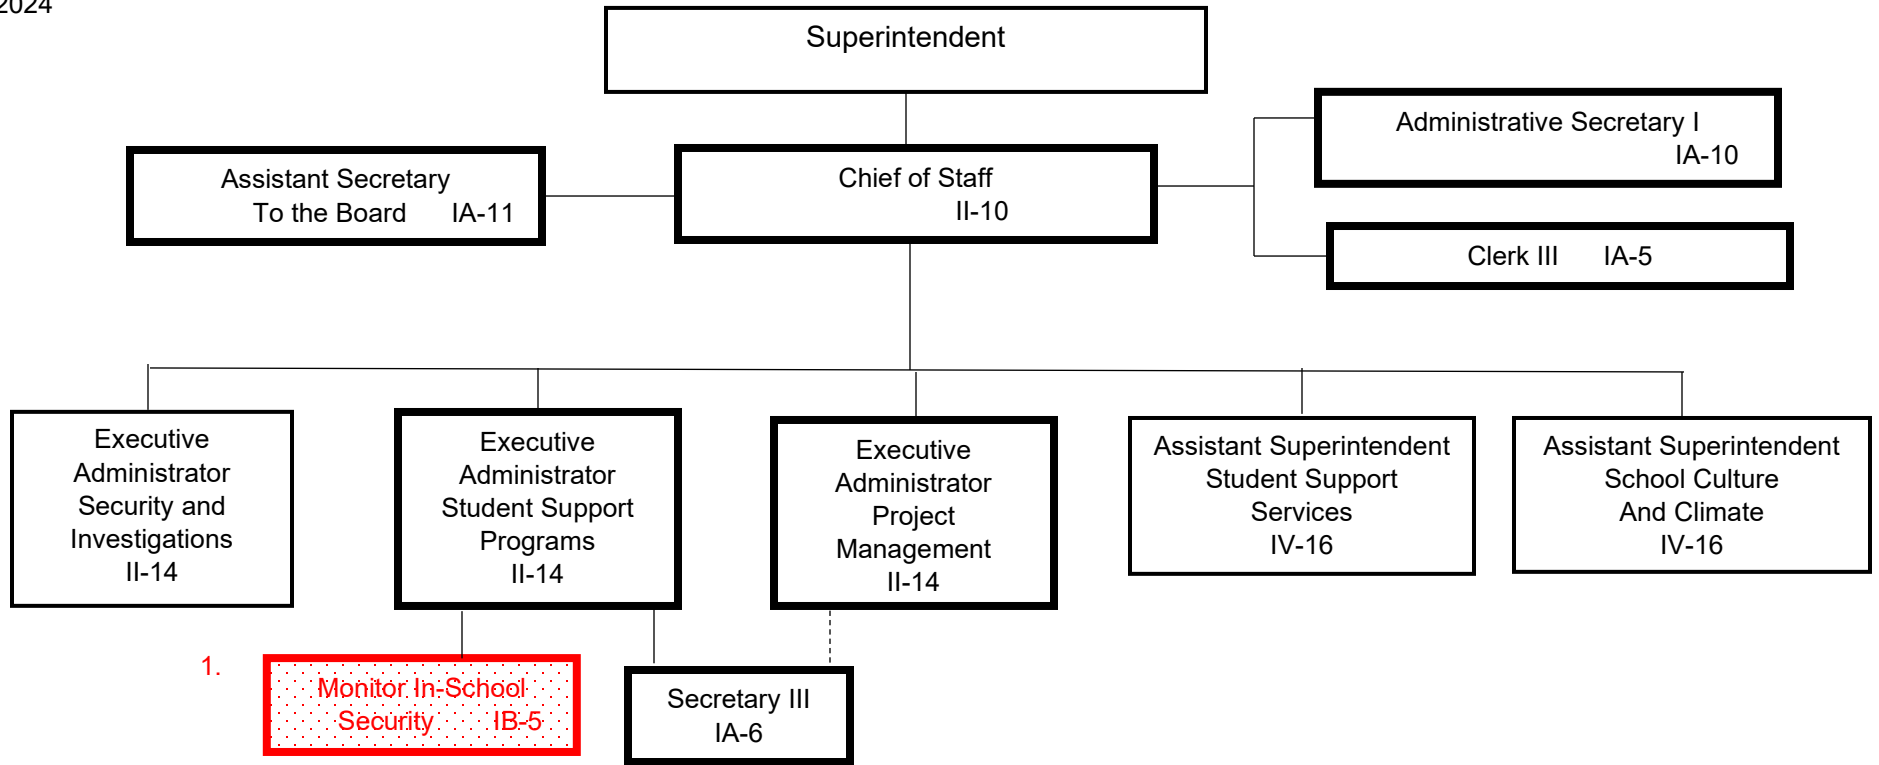 2024
Superintendent
Administrative Secretary I
IA-10
Assistant Secretary
To the Board IA-11
Chief of Staff
II-10
Clerk III IA-5
Executive
Administrator
Security and
Investigations
II-14
Executive
Administrator
Student Support
Programs
II-14
Executive
Administrator
Project
Management
II-14
Assistant Superintendent
Student Support
Services
IV-16
Assistant Superintendent
School Culture
And Climate
IV-16
1.
Monitor In-School
Security IB-5
Secretary III
IA-6